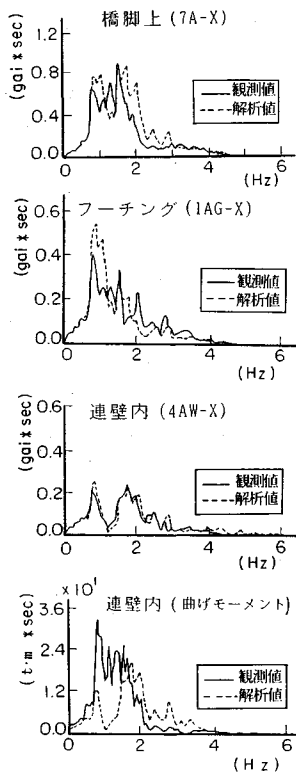 橋脚上 (7A-X)
(gal*sec)
1.2
0.8
0.4
0.0
観測値
解析値
0 2 4 6
(Hz)
フーチング (1AG-X)
(gal*sec)
0.6
0.4
0.2
0.0
観測値
解析値
0 2 4 6
(Hz)
連壁内 (4AW-X)
(gal*sec)
0.6
0.4
0.2
0.0
観測値
解析値
0 2 4 6
(Hz)
×10¹
連壁内 (曲げモーメント)
(t·m*sec)
3.6
2.4
1.2
0.0
観測値
解析値
0 2 4 6
(Hz)